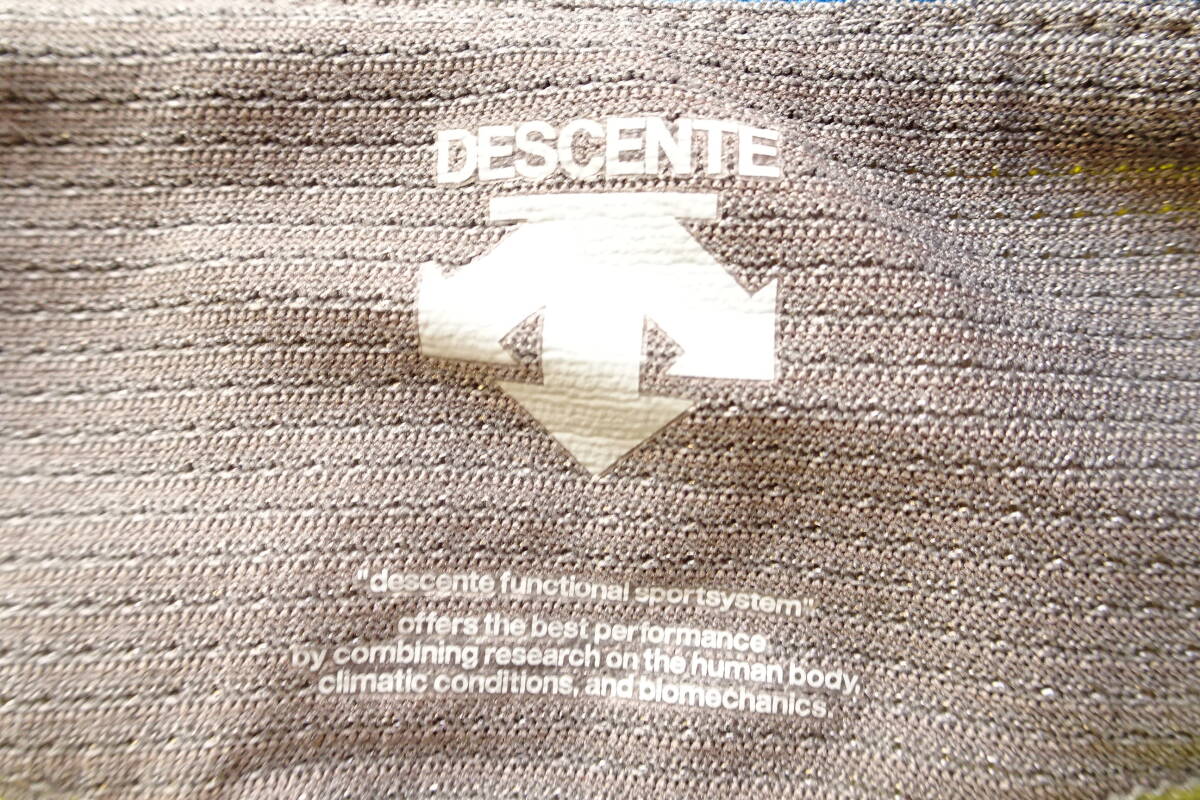 DESCENTE
"descente functional sportsystem"
offers the best performance
by combining research on the human body,
climatic conditions, and biomechanics.